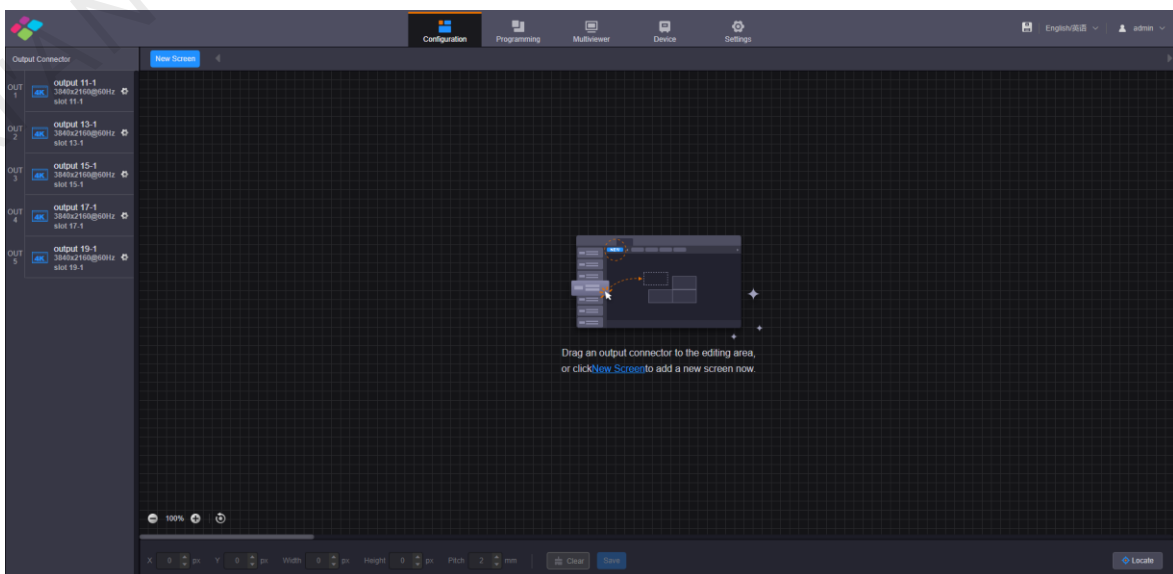 Configuration
Programming
Multiviewer
Device
Settings
English/英语
admin
Output Connector
New Screen
OUT 1
4K
output 11-1
3840x2160@60Hz
slot 11-1
OUT 2
4K
output 13-1
3840x2160@60Hz
slot 13-1
OUT 3
4K
output 15-1
3840x2160@60Hz
slot 15-1
OUT 4
4K
output 17-1
3840x2160@60Hz
slot 17-1
OUT 5
4K
output 19-1
3840x2160@60Hz
slot 19-1
Drag an output connector to the editing area,
or clickNew Screento add a new screen now.
100%
X 0 px Y 0 px Width 0 px Height 0 px Pitch 2 mm Clear Save Locate